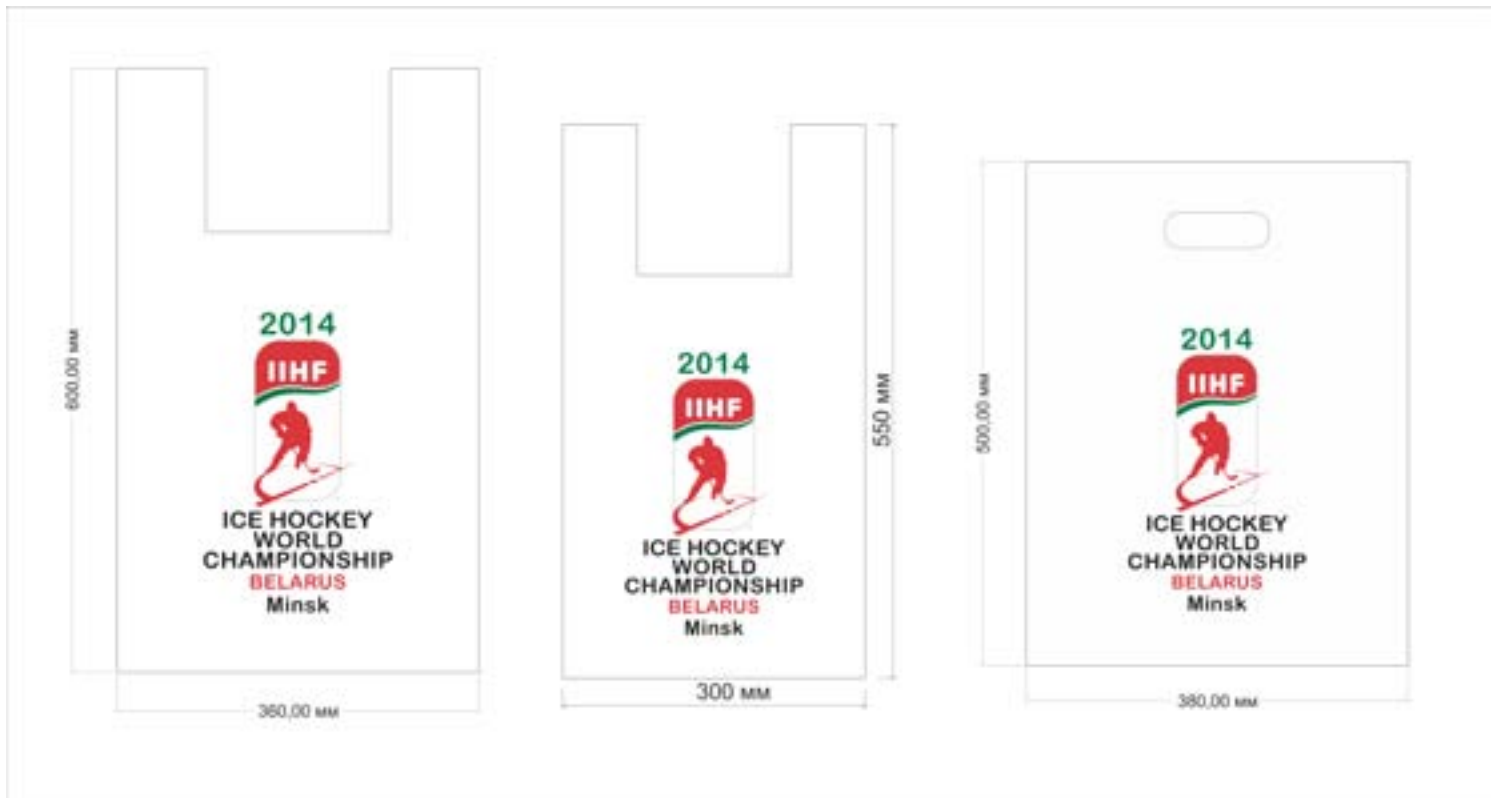 600,00 мм
2014
IIHF
ICE HOCKEY
WORLD
CHAMPIONSHIP
BELARUS
Minsk
360,00 мм
2014
IIHF
ICE HOCKEY
WORLD
CHAMPIONSHIP
BELARUS
Minsk
550 мм
300 мм
500,00 мм
2014
IIHF
ICE HOCKEY
WORLD
CHAMPIONSHIP
BELARUS
Minsk
380,00 мм